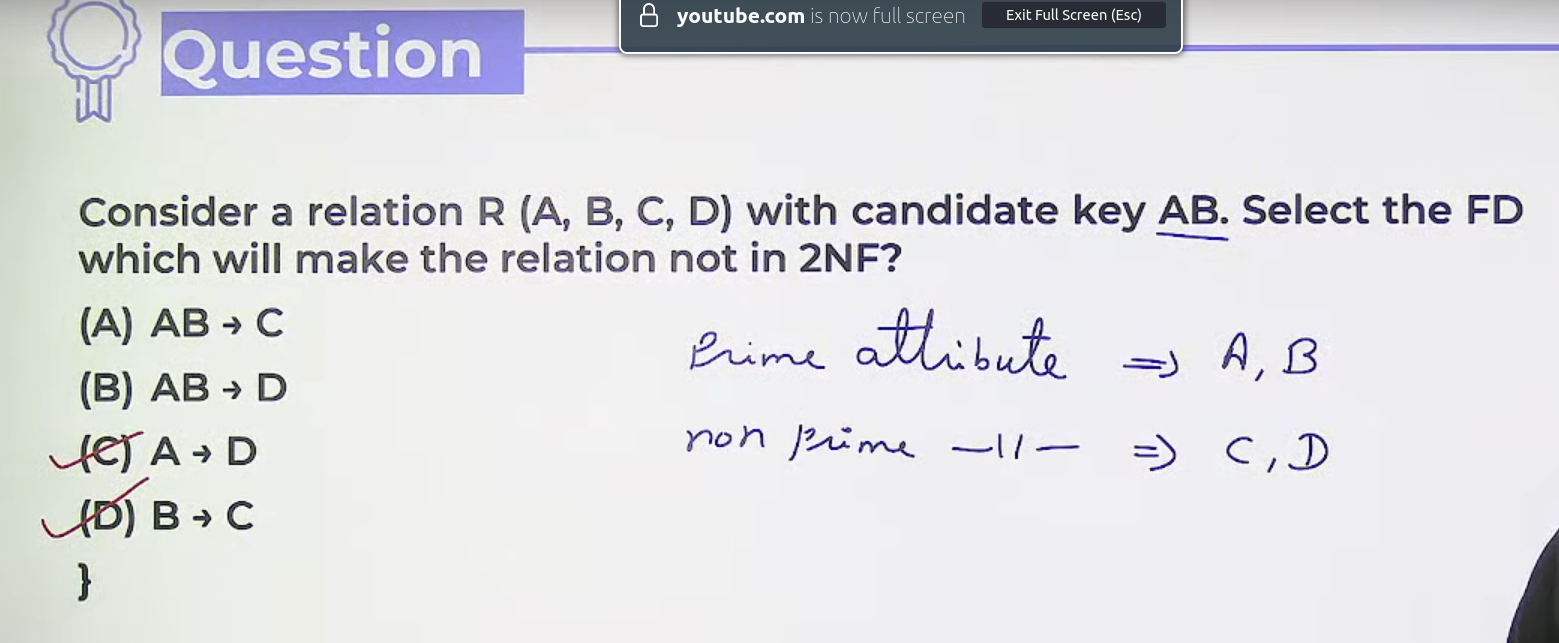 youtube.com is now full screen Exit Full Screen (Esc)
Question
Consider a relation R (A, B, C, D) with candidate key AB. Select the FD
which will make the relation not in 2NF?
(A) AB → C
(B) AB → D
(C) A → D
(D) B → C
}
Prime attribute ⇒ A, B
non prime —11— ⇒ C, D